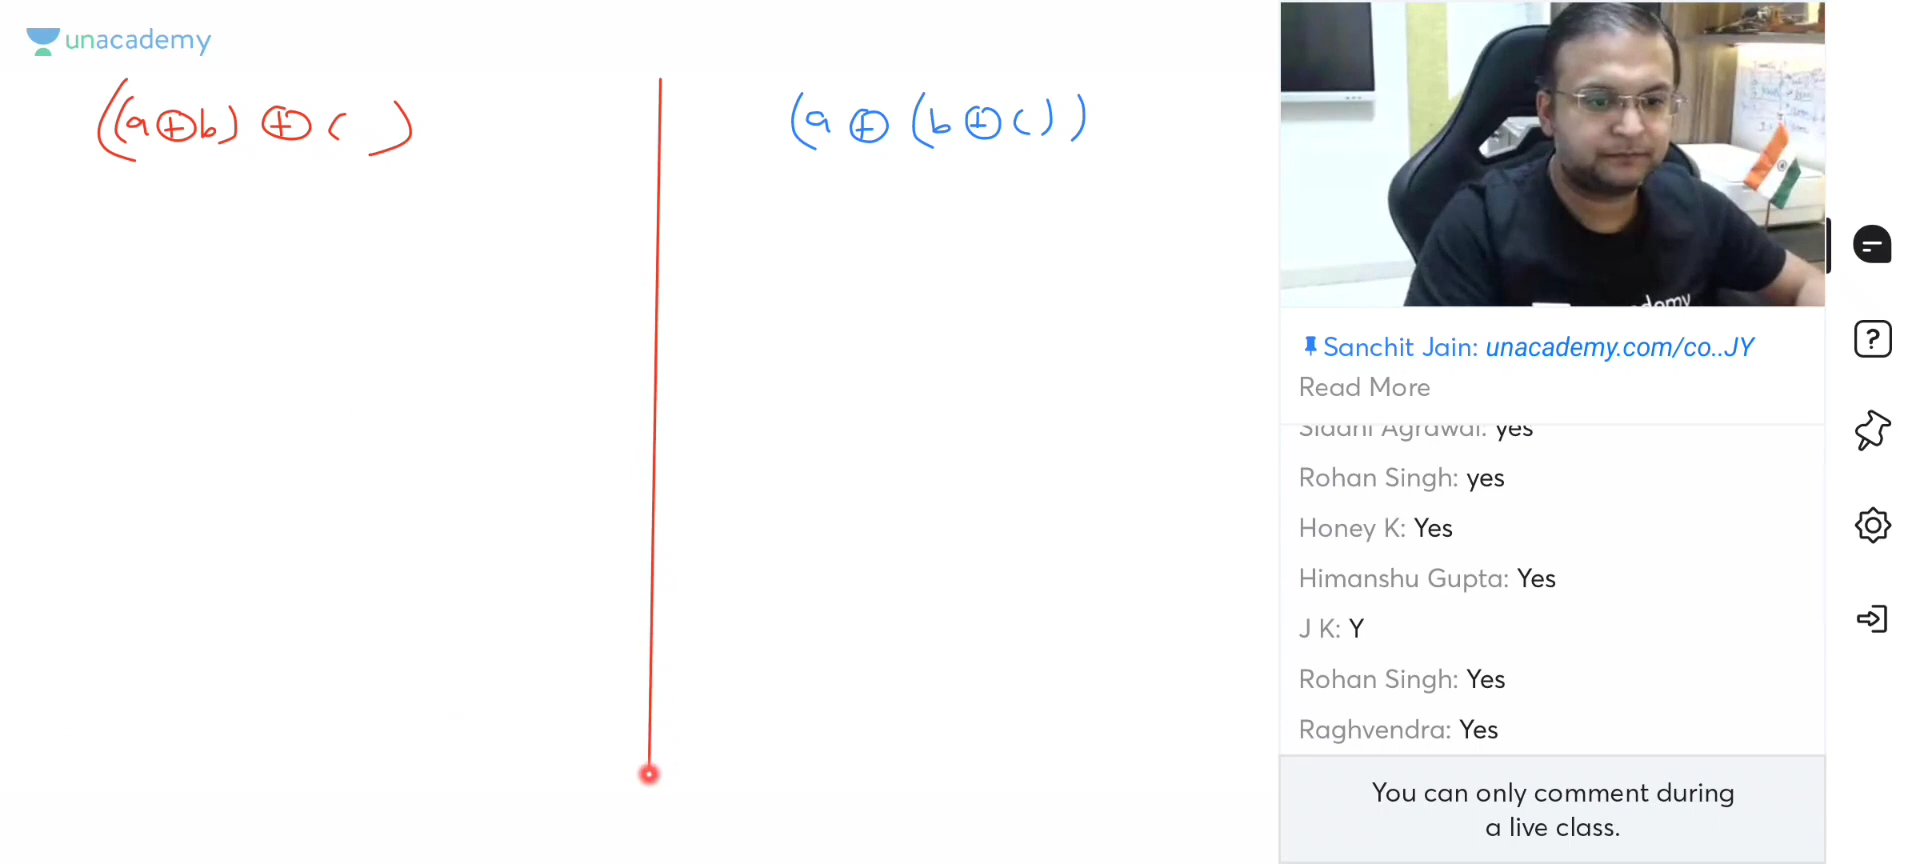 unacademy
((a⊕b) ⊕ c )
(a ⊕ (b ⊕ c))
Sanchit Jain: unacademy.com/co..JY
Read More
Rohan Singh: yes
Honey K: Yes
Himanshu Gupta: Yes
J K: Y
Rohan Singh: Yes
Raghvendra: Yes
You can only comment during
a live class.